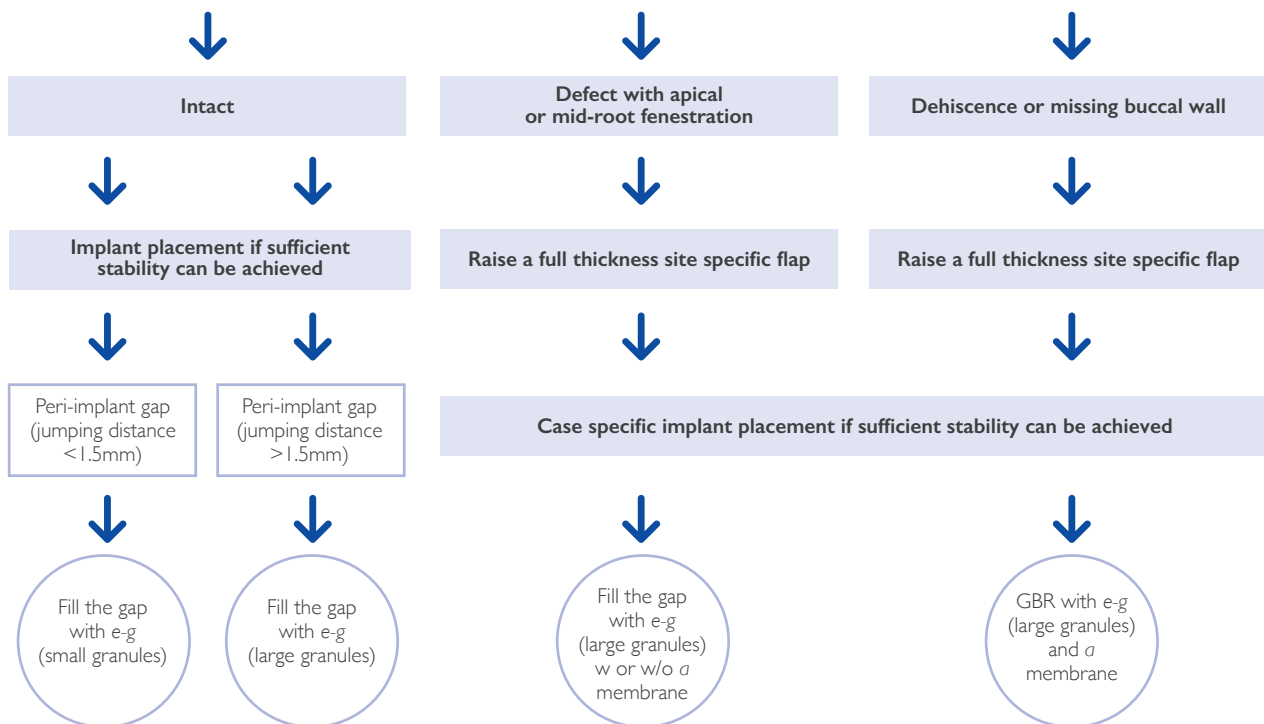 Intact
Defect with apical
or mid-root fenestration
Dehiscence or missing buccal wall
Implant placement if sufficient
stability can be achieved
Raise a full thickness site specific flap
Raise a full thickness site specific flap
Peri-implant gap
(jumping distance
<1.5mm)
Peri-implant gap
(jumping distance
>1.5mm)
Case specific implant placement if sufficient stability can be achieved
Fill the gap
with e-g
(small granules)
Fill the gap
with e-g
(large granules)
Fill the gap
with e-g
(large granules)
w or w/o a
membrane
GBR with e-g
(large granules)
and a
membrane